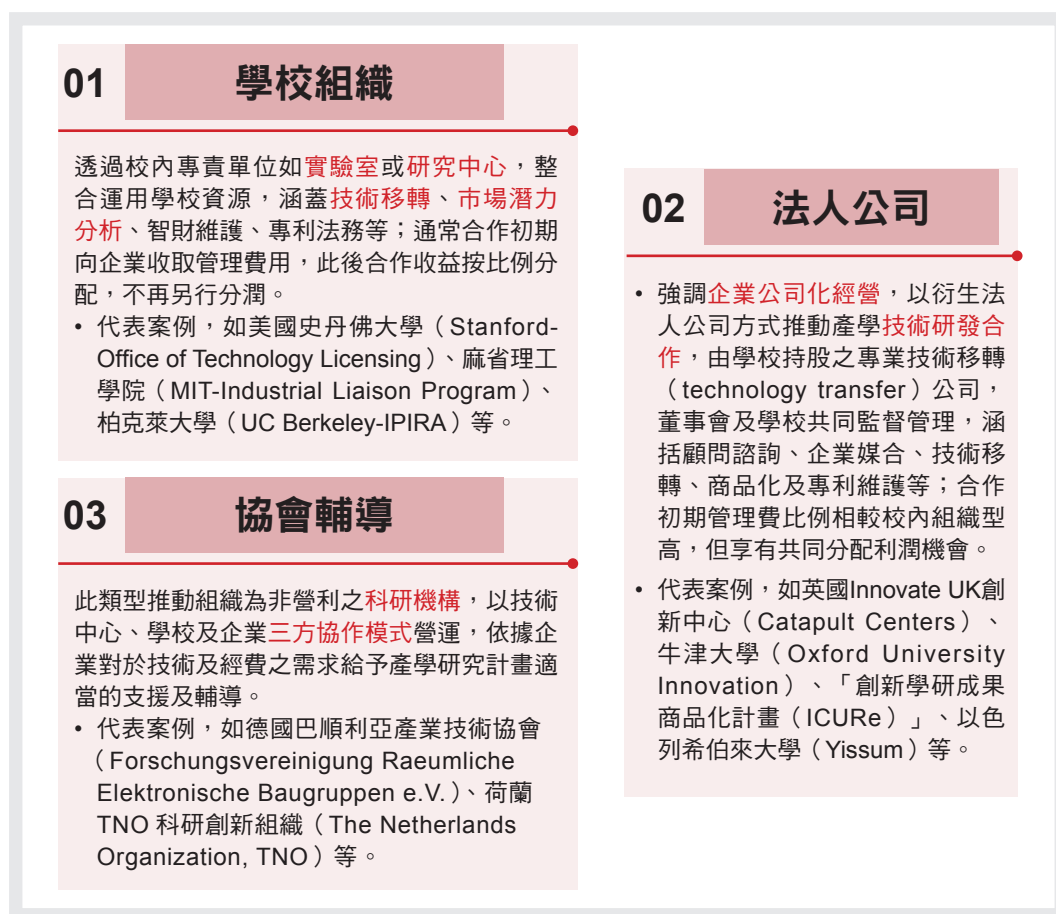 01
學校組織
透過校內專責單位如實驗室或研究中心，整
合運用學校資源，涵蓋技術移轉、市場潛力
分析、智財維護、專利法務等；通常合作初期
向企業收取管理費用，此後合作收益按比例分
配，不再另行分潤。
• 代表案例，如美國史丹佛大學（Stanford-
Office of Technology Licensing）、麻省理工
學院（MIT-Industrial Liaison Program）、
柏克萊大學（UC Berkeley-IPIRA）等。
02
法人公司
• 強調企業公司化經營，以衍生法
人公司方式推動產學技術研發合
作，由學校持股之專業技術移轉
（technology transfer）公司，
董事會及學校共同監督管理，涵
括顧問諮詢、企業媒合、技術移
轉、商品化及專利維護等；合作
初期管理費比例相較校內組織型
高，但享有共同分配利潤機會。
• 代表案例，如英國Innovate UK創
新中心（Catapult Centers）、
牛津大學（Oxford University
Innovation）、「創新學研成果
商品化計畫（ICURe）」、以色
列希伯來大學（Yissum）等。
03
協會輔導
此類型推動組織為非營利之科研機構，以技術
中心、學校及企業三方協作模式營運，依據企
業對於技術及經費之需求給予產學研究計畫適
當的支援及輔導。
• 代表案例，如德國巴順利亞產業技術協會
（Forschungsvereinigung Raeumliche
Elektronische Baugruppen e.V.）、荷蘭
TNO 科研創新組織（The Netherlands
Organization, TNO）等。